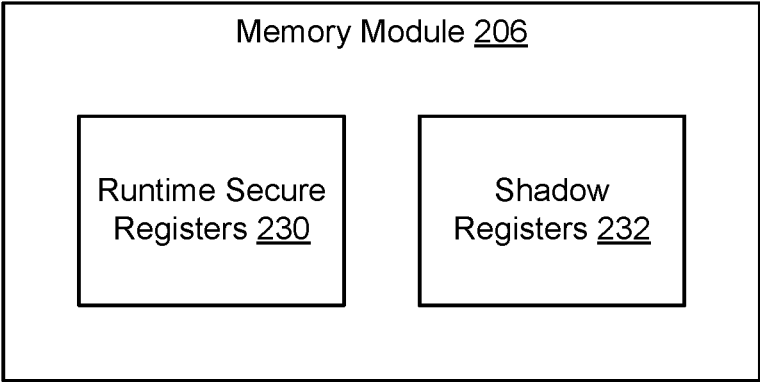 Memory Module 206
Runtime Secure
Registers 230
Shadow
Registers 232